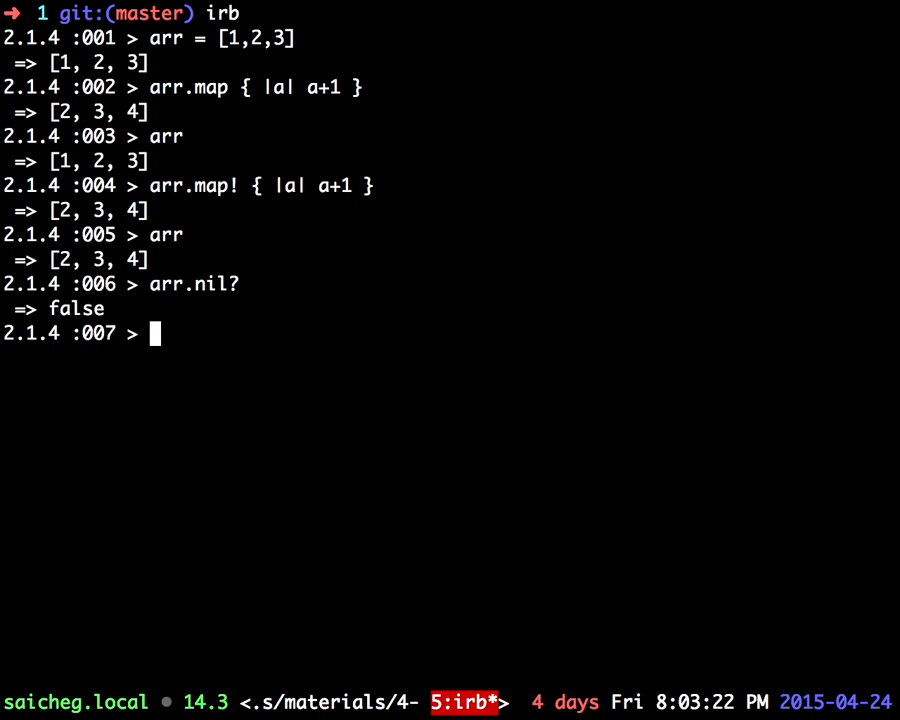 ➜ 1 git:(master) irb
2.1.4 :001 > arr = [1,2,3]
=> [1, 2, 3]
2.1.4 :002 > arr.map { |a| a+1 }
=> [2, 3, 4]
2.1.4 :003 > arr
=> [1, 2, 3]
2.1.4 :004 > arr.map! { |a| a+1 }
=> [2, 3, 4]
2.1.4 :005 > arr
=> [2, 3, 4]
2.1.4 :006 > arr.nil?
=> false
2.1.4 :007 >
saicheg.local ● 14.3 <.s/materials/4- 5:irb*> 4 days Fri 8:03:22 PM 2015-04-24